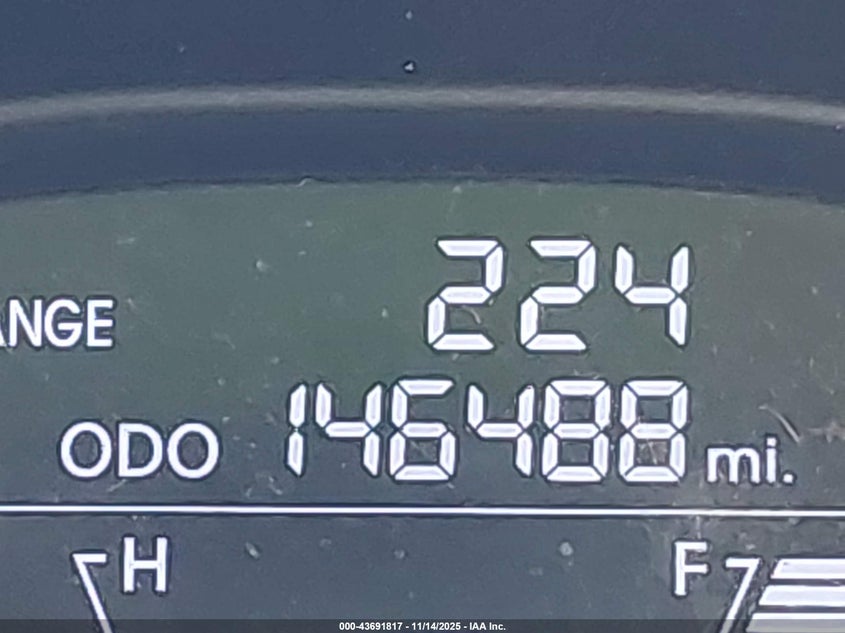 ANGE 224
ODO 146488 mi.
H F
000-43691817 - 11/14/2025 - IAA Inc.